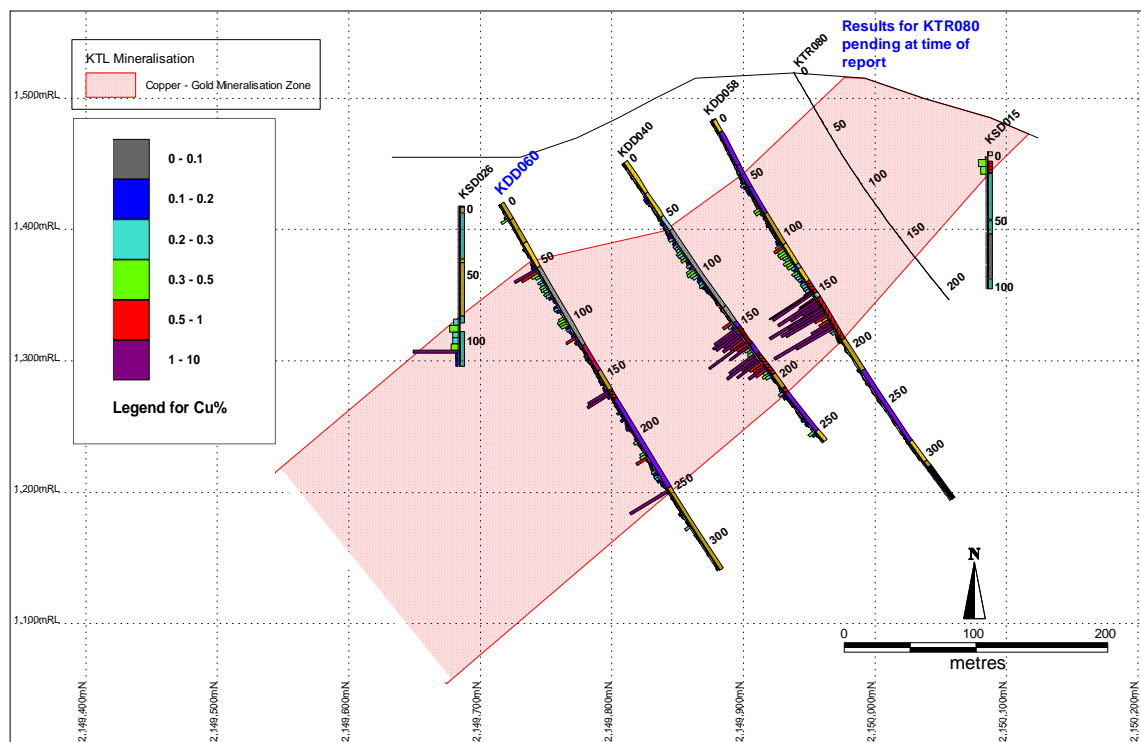 Results for KTR080
pending at time of
report
KTL Mineralisation
Copper - Gold Mineralisation Zone
0 - 0.1
0.1 - 0.2
0.2 - 0.3
0.3 - 0.5
0.5 - 1
1 - 10
Legend for Cu%
1,500mRL
1,400mRL
1,300mRL
1,200mRL
1,100mRL
KSD026
0
50
100
KDD060
0
50
100
150
200
250
300
KDD040
0
50
100
150
200
250
KDD058
0
50
100
150
200
250
300
KTR080
0
50
100
150
200
KSD015
0
50
100
N
0
100
200
metres
2,149,400mN
2,149,500mN
2,149,600mN
2,149,700mN
2,149,800mN
2,149,900mN
2,150,000mN
2,150,100mN
2,150,200mN